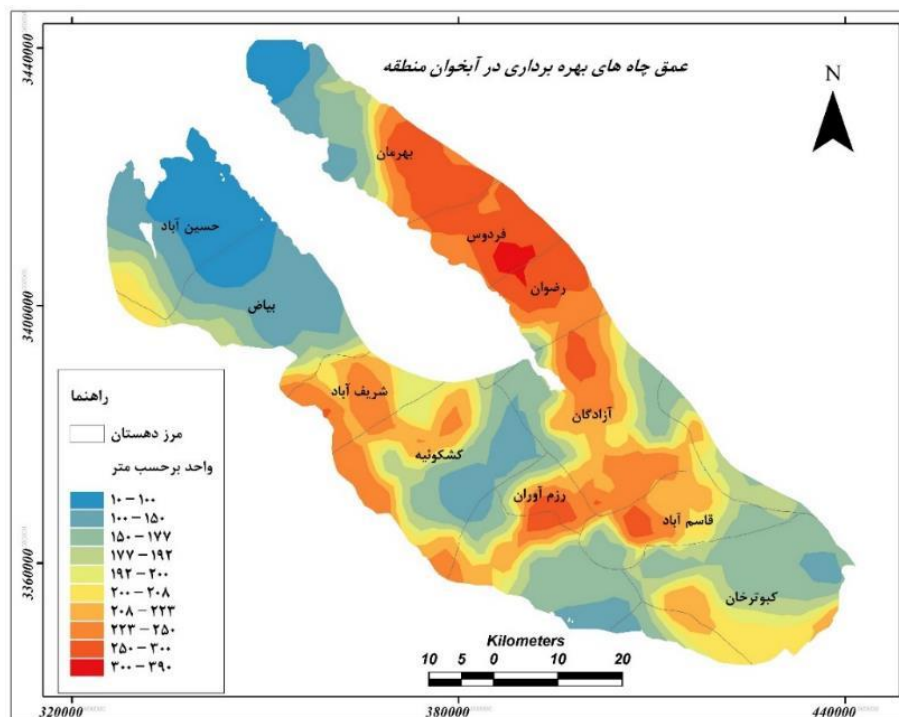 عمق چاه های بهره برداری در آبخوان منطقه
N
بهرمان
حسین آباد
فردوس
رضوان
بیاض
شریف آباد
آزادگان
کشکوئیه
رزم آوران
قاسم آباد
کبوترخان
راهنما
مرز دهستان
واحد برحسب متر
۱۰ – ۱۰۰
۱۰۰ – ۱۵۰
۱۵۰ – ۱۷۷
۱۷۷ – ۱۹۲
۱۹۲ – ۲۰۰
۲۰۰ – ۲۰۸
۲۰۸ – ۲۲۳
۲۲۳ – ۲۵۰
۲۵۰ – ۳۰۰
۳۰۰ – ۳۹۰
Kilometers
10 5 0 10 20
3440000
3400000
3360000
320000 380000 440000